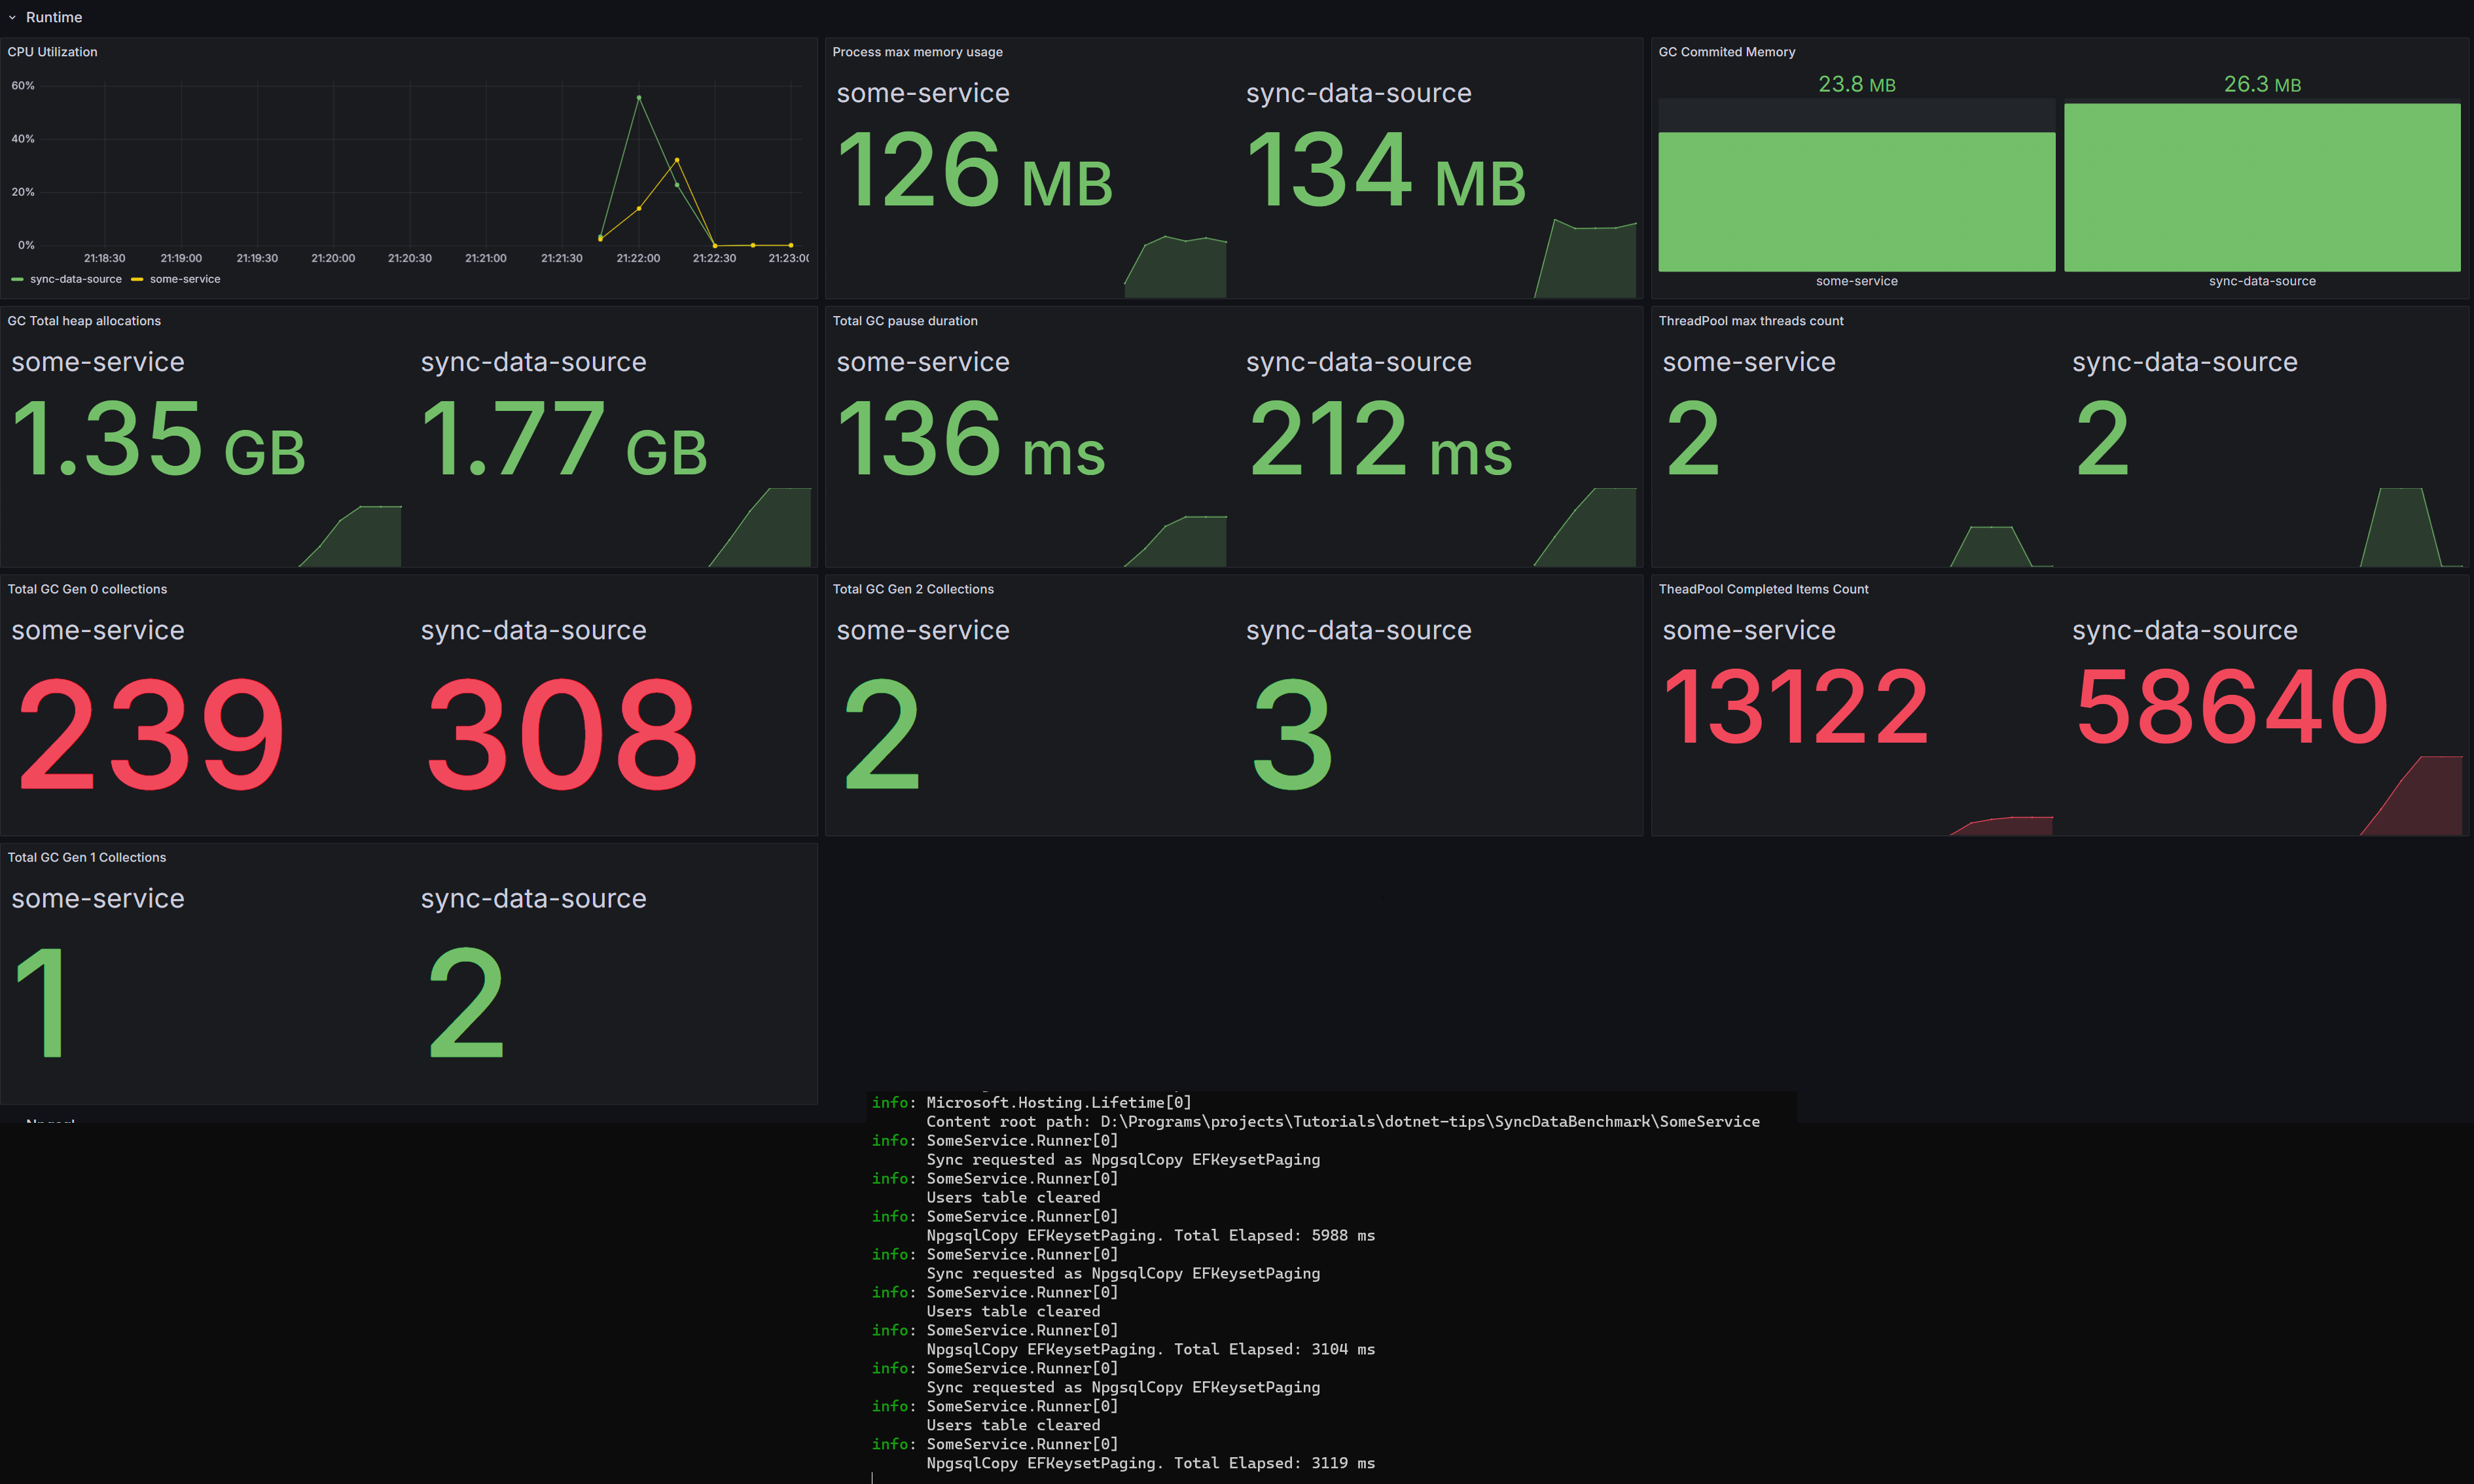 Runtime
CPU Utilization
60%
40%
20%
0%
21:18:30 21:19:00 21:19:30 21:20:00 21:20:30 21:21:00 21:21:30 21:22:00 21:22:30 21:23:00
sync-data-source some-service
Process max memory usage
some-service sync-data-source
126 MB 134 MB
GC Commited Memory
23.8 MB 26.3 MB
some-service sync-data-source
GC Total heap allocations
some-service sync-data-source
1.35 GB 1.77 GB
Total GC pause duration
some-service sync-data-source
136 ms 212 ms
ThreadPool max threads count
some-service sync-data-source
2 2
Total GC Gen 0 collections
some-service sync-data-source
239 308
Total GC Gen 2 Collections
some-service sync-data-source
2 3
TheadPool Completed Items Count
some-service sync-data-source
13122 58640
Total GC Gen 1 Collections
some-service sync-data-source
1 2
info: Microsoft.Hosting.Lifetime[0]
Content root path: D:\Programs\projects\Tutorials\dotnet-tips\SyncDataBenchmark\SomeService
info: SomeService.Runner[0]
Sync requested as NpgsqlCopy EFKeysetPaging
info: SomeService.Runner[0]
Users table cleared
info: SomeService.Runner[0]
NpgsqlCopy EFKeysetPaging. Total Elapsed: 5988 ms
info: SomeService.Runner[0]
Sync requested as NpgsqlCopy EFKeysetPaging
info: SomeService.Runner[0]
Users table cleared
info: SomeService.Runner[0]
NpgsqlCopy EFKeysetPaging. Total Elapsed: 3104 ms
info: SomeService.Runner[0]
Sync requested as NpgsqlCopy EFKeysetPaging
info: SomeService.Runner[0]
Users table cleared
info: SomeService.Runner[0]
NpgsqlCopy EFKeysetPaging. Total Elapsed: 3119 ms